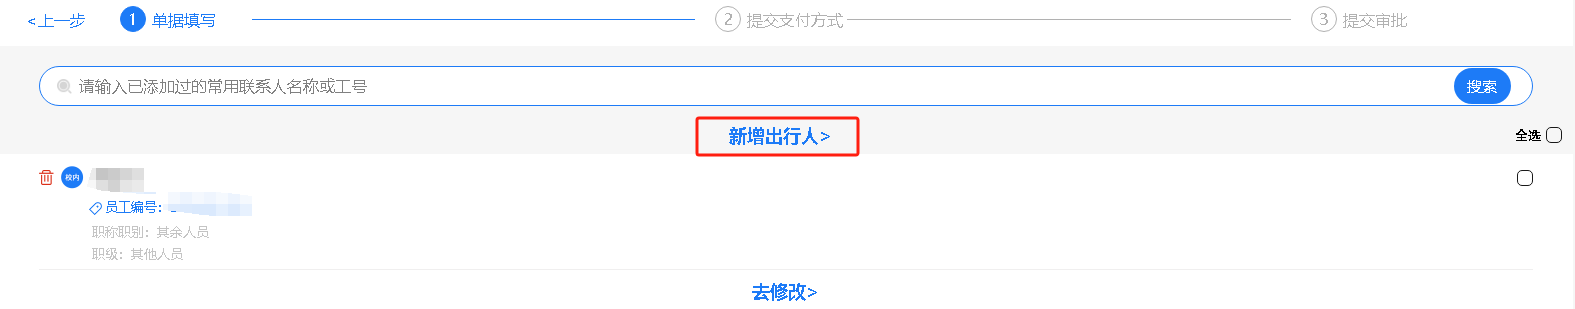 <上一步 1 单据填写 2 提交支付方式 3 提交审批
请输入已添加过的常用联系人名称或工号 搜索
新增出行人> 全选
校内
员工编号：
职称职别：其余人员
职级：其他人员
去修改>